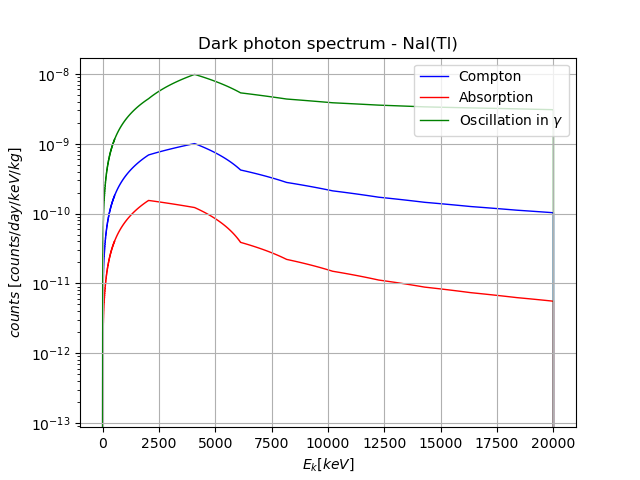 Dark photon spectrum - NaI(Tl)
Compton
Absorption
Oscillation in γ
counts [counts/day/keV/kg]
10⁻⁸
10⁻⁹
10⁻¹⁰
10⁻¹¹
10⁻¹²
10⁻¹³
0 2500 5000 7500 10000 12500 15000 17500 20000
Eₖ[keV]